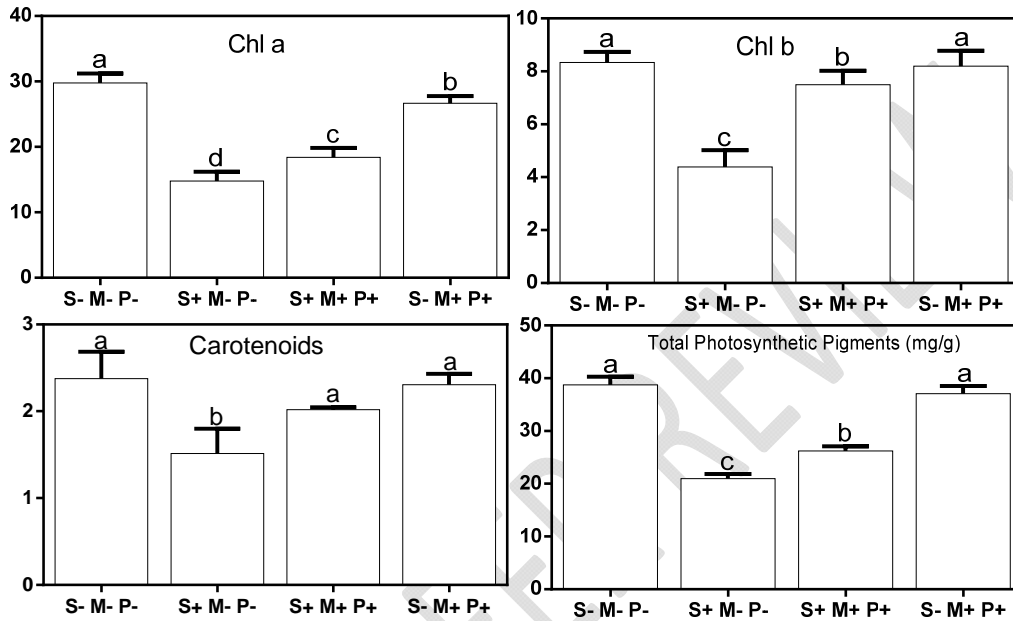 Chl a
40
30
20
10
0
a
d
c
b
S- M- P-
S+ M- P-
S+ M+ P+
S- M+ P+
Chl b
10
8
6
4
2
0
a
c
b
a
S- M- P-
S+ M- P-
S+ M+ P+
S- M+ P+
Carotenoids
3
2
1
0
a
b
a
a
S- M- P-
S+ M- P-
S+ M+ P+
S- M+ P+
Total Photosynthetic Pigments (mg/g)
50
40
30
20
10
0
a
c
b
a
S- M- P-
S+ M- P-
S+ M+ P+
S- M+ P+